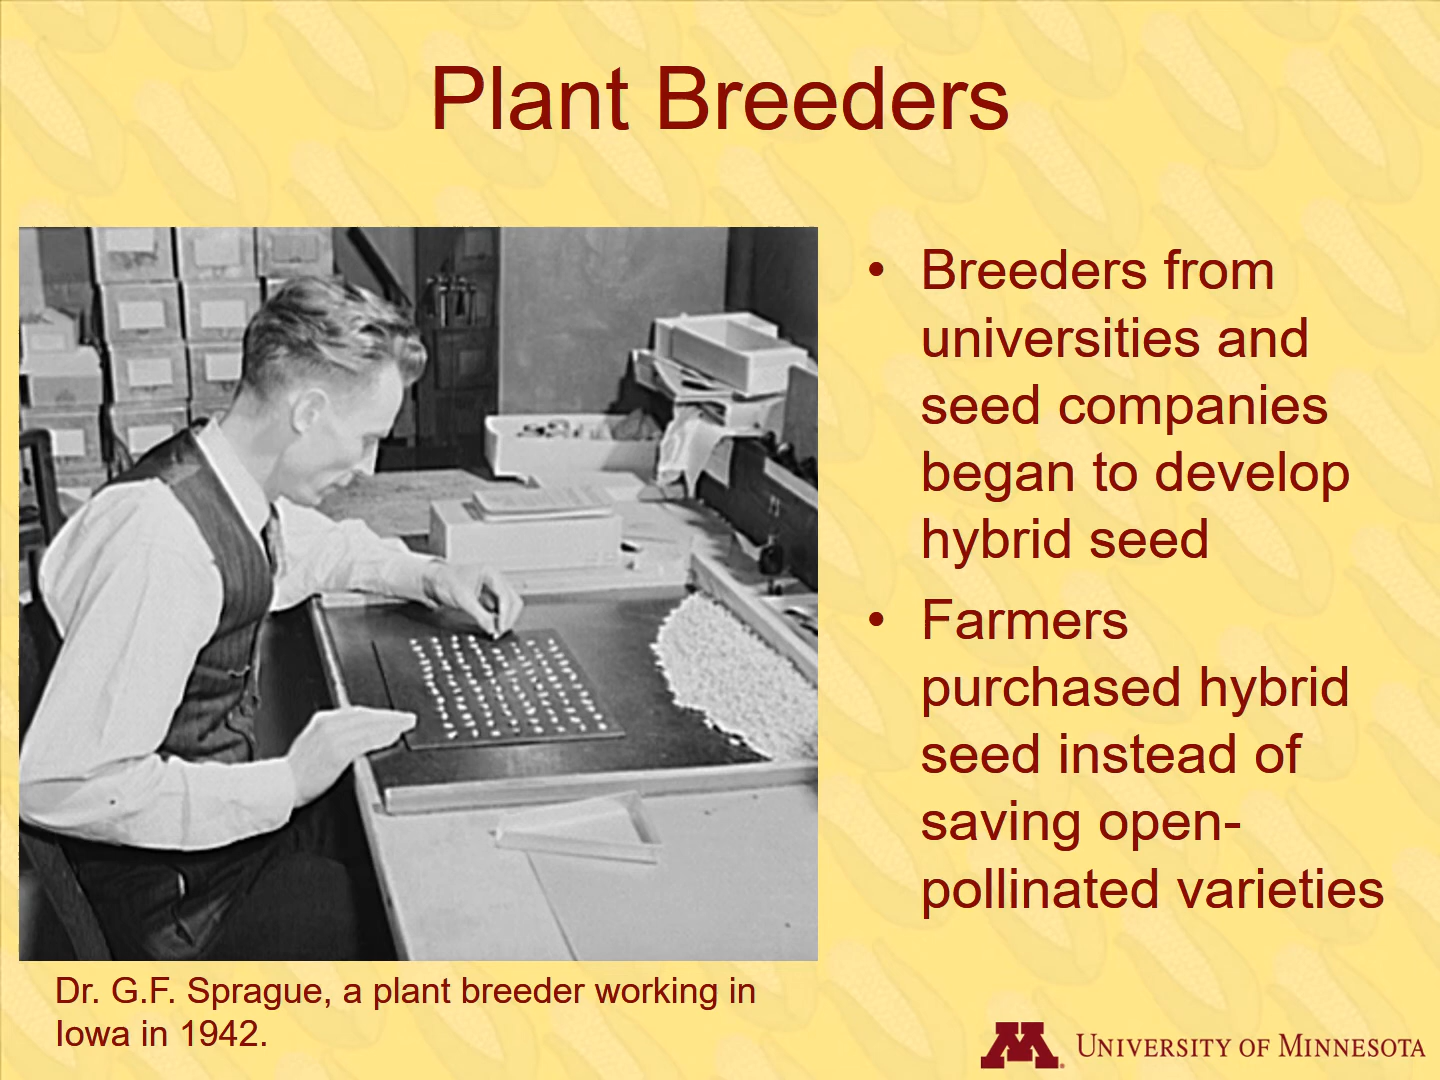 Plant Breeders
• Breeders from
universities and
seed companies
began to develop
hybrid seed
• Farmers
purchased hybrid
seed instead of
saving open-
pollinated varieties
Dr. G.F. Sprague, a plant breeder working in
Iowa in 1942.
M
UNIVERSITY OF MINNESOTA